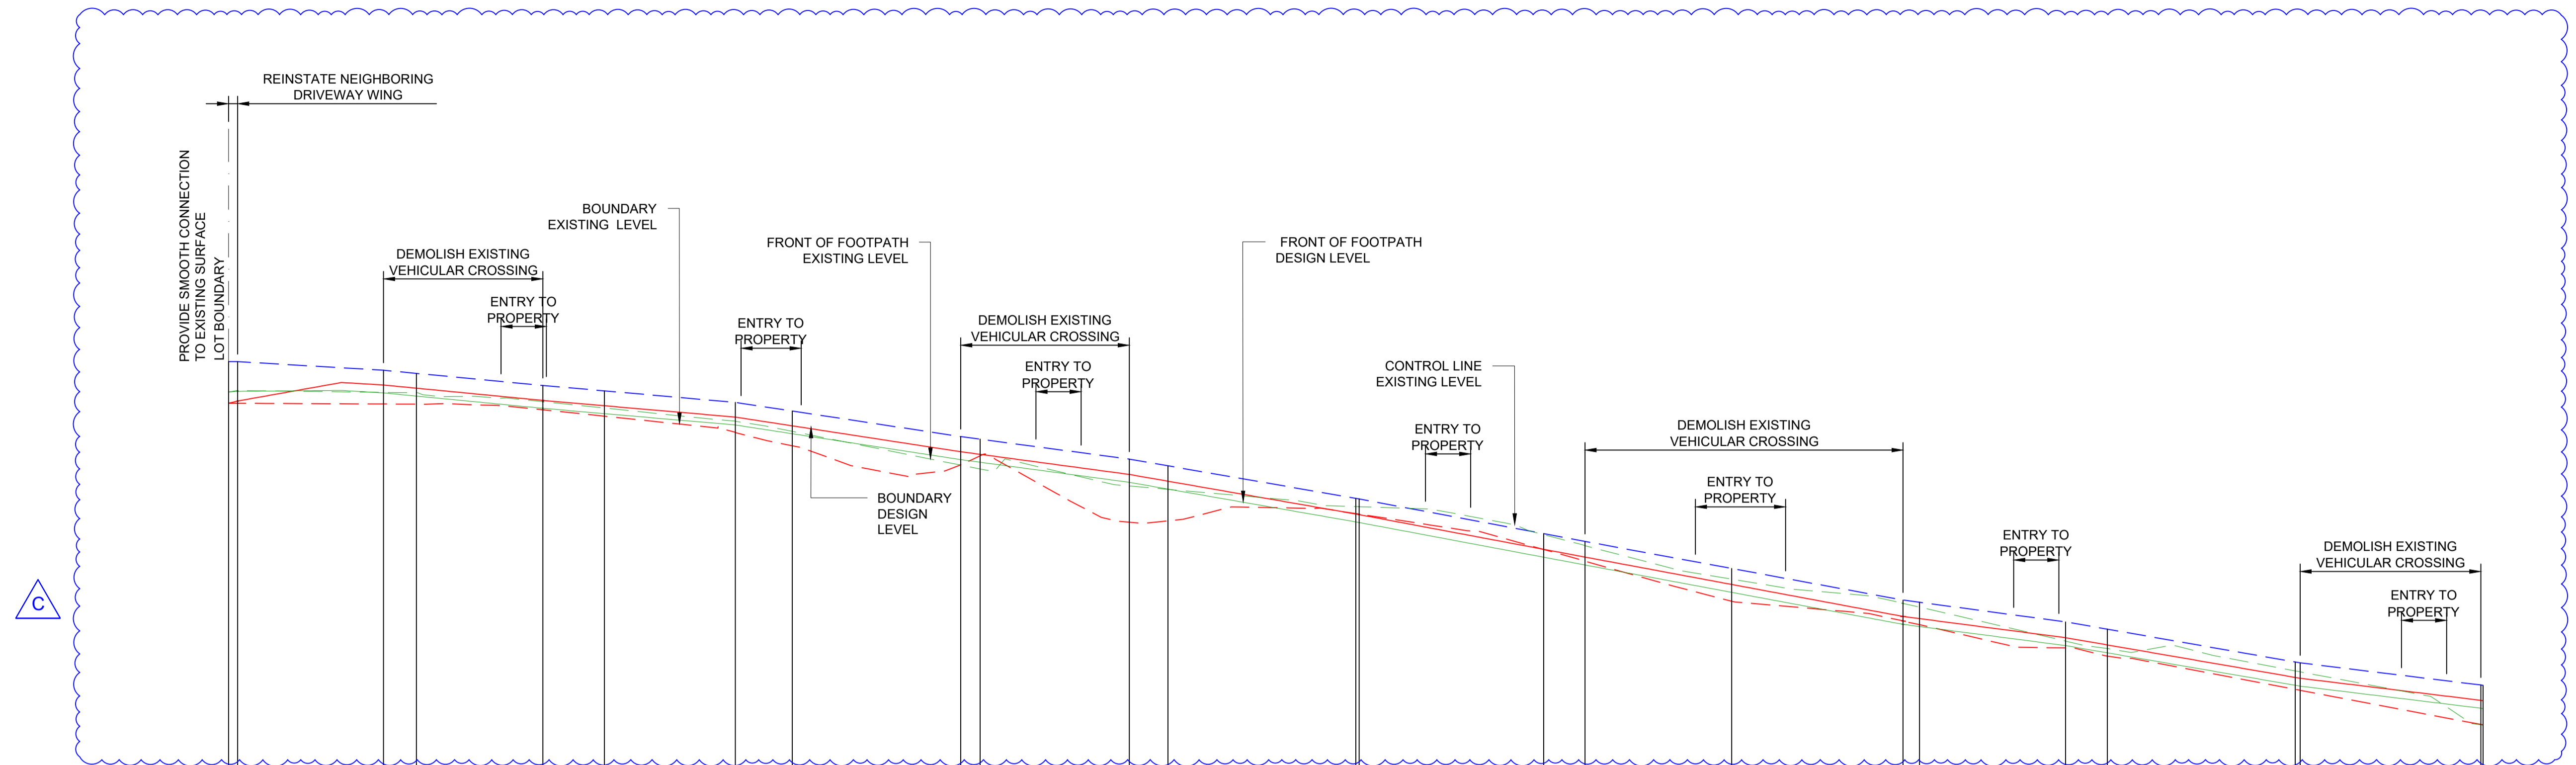 REINSTATE NEIGHBORING
DRIVEWAY WING
PROVIDE SMOOTH CONNECTION
TO EXISTING SURFACE
LOT BOUNDARY
DEMOLISH EXISTING
VEHICULAR CROSSING
ENTRY TO
PROPERTY
BOUNDARY
EXISTING LEVEL
ENTRY TO
PROPERTY
FRONT OF FOOTPATH
EXISTING LEVEL
BOUNDARY
DESIGN
LEVEL
DEMOLISH EXISTING
VEHICULAR CROSSING
ENTRY TO
PROPERTY
FRONT OF FOOTPATH
DESIGN LEVEL
CONTROL LINE
EXISTING LEVEL
ENTRY TO
PROPERTY
DEMOLISH EXISTING
VEHICULAR CROSSING
ENTRY TO
PROPERTY
ENTRY TO
PROPERTY
DEMOLISH EXISTING
VEHICULAR CROSSING
ENTRY TO
PROPERTY
C